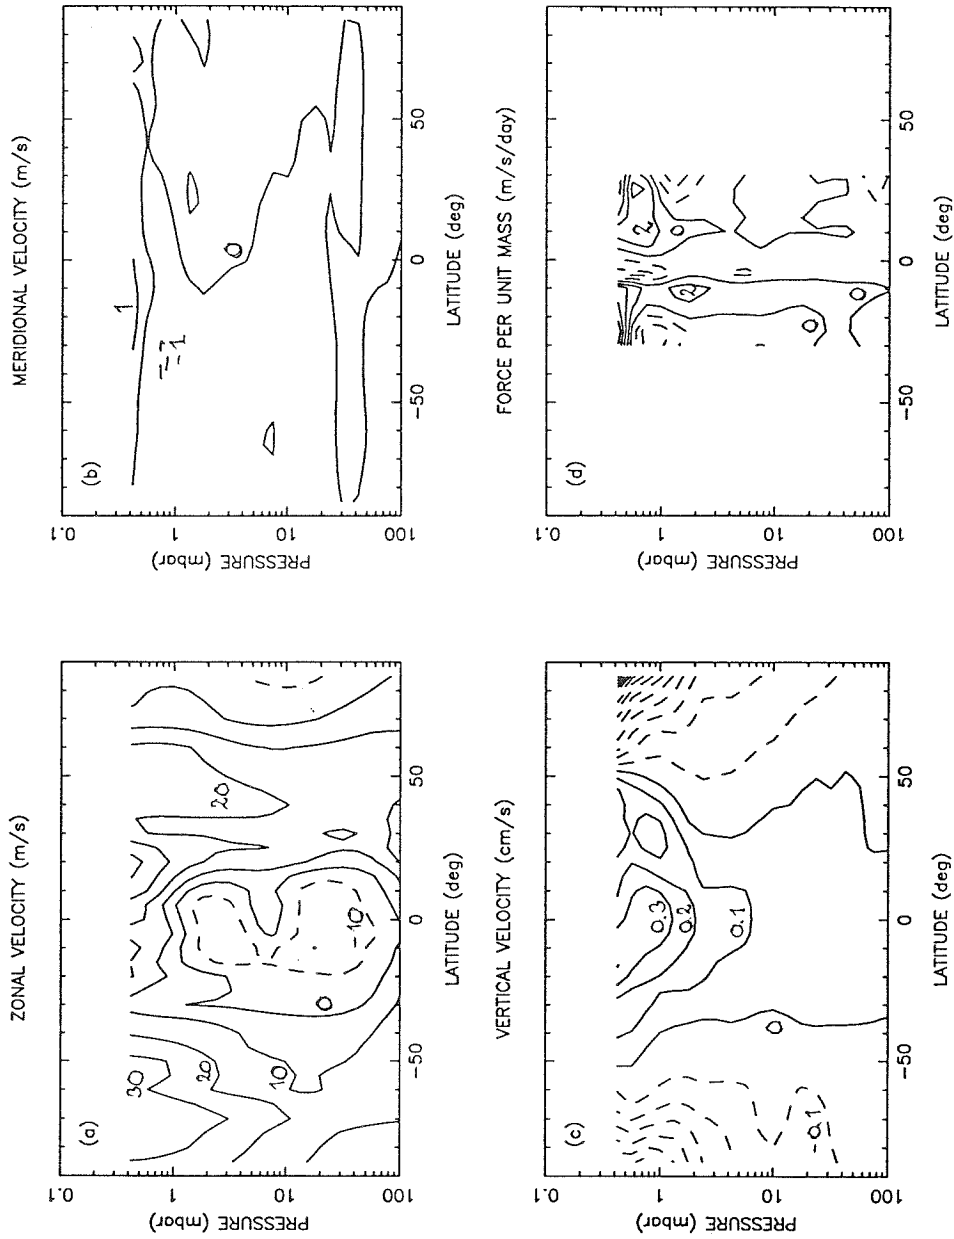 ZONAL VELOCITY (m/s)
(a)
0.1
1
10
100
PRESSURE (mbar)
30
20
10
0
10
20
-50
0
50
LATITUDE (deg)
MERIDIONAL VELOCITY (m/s)
(b)
0.1
1
10
100
PRESSURE (mbar)
1
-1
0
-50
0
50
LATITUDE (deg)
VERTICAL VELOCITY (cm/s)
(c)
0.1
1
10
100
PRESSURE (mbar)
-0.1
0
0.3
0.2
0.1
-50
0
50
LATITUDE (deg)
FORCE PER UNIT MASS (m/s/day)
(d)
0.1
1
10
100
PRESSURE (mbar)
2
2
0
0
0
-50
0
50
LATITUDE (deg)